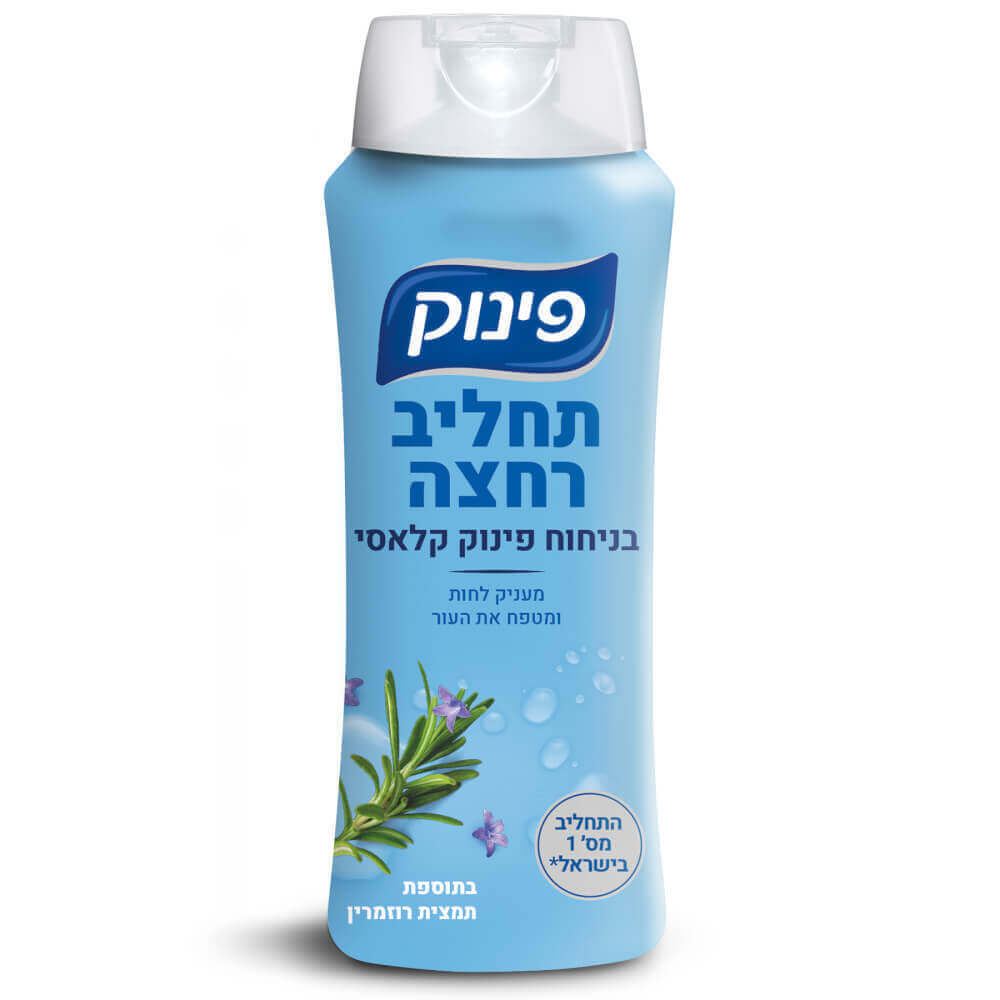 פינוק
תחליב
רחצה
בניחוח פינוק קלאסי
מעניק לחות
ומטפח את העור
התחליב
מס' 1
בישראל*
בתוספת
תמצית רוזמרין